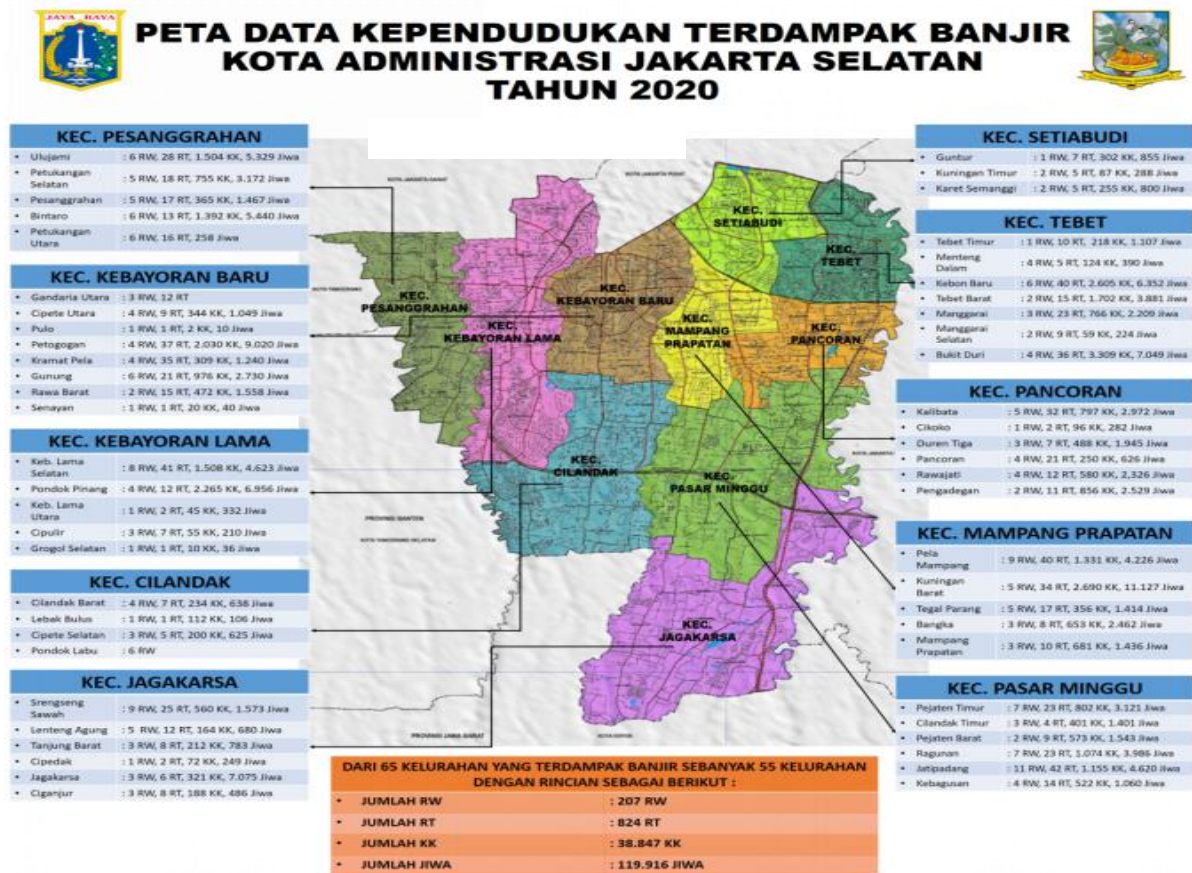 JAYA RAYA
PETA DATA KEPENDUDUKAN TERDAMPAK BANJIR
KOTA ADMINISTRASI JAKARTA SELATAN
TAHUN 2020
KEC. PESANGGRAHAN
• Ulujami : 6 RW, 28 RT, 1.504 KK, 5.329 Jiwa
• Petukangan Selatan : 5 RW, 18 RT, 755 KK, 3.172 Jiwa
• Pesanggrahan : 5 RW, 17 RT, 365 KK, 1.467 Jiwa
• Bintaro : 6 RW, 13 RT, 1.392 KK, 5.440 Jiwa
• Petukangan Utara : 6 RW, 16 RT, 258 Jiwa
KEC. KEBAYORAN BARU
• Gandaria Utara : 3 RW, 12 RT
• Cipete Utara : 4 RW, 9 RT, 344 KK, 1.049 Jiwa
• Pulo : 1 RW, 1 RT, 2 KK, 10 Jiwa
• Petogogan : 4 RW, 37 RT, 2.030 KK, 9.020 Jiwa
• Kramat Pela : 4 RW, 35 RT, 309 KK, 1.240 Jiwa
• Gunung : 6 RW, 21 RT, 976 KK, 2.730 Jiwa
• Rawa Barat : 2 RW, 15 RT, 472 KK, 1.558 Jiwa
• Senayan : 1 RW, 1 RT, 20 KK, 40 Jiwa
KEC. KEBAYORAN LAMA
• Keb. Lama Selatan : 8 RW, 41 RT, 1.508 KK, 4.623 Jiwa
• Pondok Pinang : 4 RW, 12 RT, 2.265 KK, 6.956 Jiwa
• Keb. Lama Utara : 1 RW, 2 RT, 45 KK, 332 Jiwa
• Cipulir : 3 RW, 7 RT, 55 KK, 210 Jiwa
• Grogol Selatan : 1 RW, 1 RT, 10 KK, 36 Jiwa
KEC. CILANDAK
• Cilandak Barat : 4 RW, 7 RT, 234 KK, 638 Jiwa
• Lebak Bulus : 1 RW, 1 RT, 112 KK, 106 Jiwa
• Cipete Selatan : 3 RW, 5 RT, 200 KK, 625 Jiwa
• Pondok Labu : 6 RW
KEC. JAGAKARSA
• Srengseng Sawah : 9 RW, 25 RT, 560 KK, 1.573 Jiwa
• Lenteng Agung : 5 RW, 12 RT, 164 KK, 680 Jiwa
• Tanjung Barat : 3 RW, 8 RT, 212 KK, 783 Jiwa
• Cipedak : 1 RW, 2 RT, 72 KK, 249 Jiwa
• Jagakarsa : 3 RW, 6 RT, 321 KK, 7.075 Jiwa
• Ciganjur : 3 RW, 8 RT, 188 KK, 486 Jiwa
KOTA JAKARTA BARAT
KOTA JAKARTA PUSAT
KOTA TANGERANG
KEC. PESANGGRAHAN
KEC. KEBAYORAN LAMA
KEC. KEBAYORAN BARU
KEC. SETIABUDI
KEC. TEBET
KEC. MAMPANG PRAPATAN
KEC. PANCORAN
KEC. CILANDAK
KEC. PASAR MINGGU
KEC. JAGAKARSA
PROVINSI BANTEN
KOTA TANGERANG SELATAN
PROVINSI JAWA BARAT
KOTA DEPOK
KEC. SETIABUDI
• Guntur : 1 RW, 7 RT, 302 KK, 855 Jiwa
• Kuningan Timur : 2 RW, 5 RT, 87 KK, 288 Jiwa
• Karet Semanggi : 2 RW, 5 RT, 255 KK, 800 Jiwa
KEC. TEBET
• Tebet Timur : 1 RW, 10 RT, 218 KK, 1.107 Jiwa
• Menteng Dalam : 4 RW, 5 RT, 124 KK, 390 Jiwa
• Kebon Baru : 6 RW, 40 RT, 2.605 KK, 6.352 Jiwa
• Tebet Barat : 2 RW, 15 RT, 1.702 KK, 3.881 Jiwa
• Manggarai : 3 RW, 23 RT, 766 KK, 2.209 Jiwa
• Manggarai Selatan : 2 RW, 9 RT, 59 KK, 224 Jiwa
• Bukit Duri : 4 RW, 36 RT, 3.309 KK, 7.049 Jiwa
KEC. PANCORAN
• Kalibata : 5 RW, 32 RT, 797 KK, 2.972 Jiwa
• Cikoko : 1 RW, 2 RT, 96 KK, 282 Jiwa
• Duren Tiga : 3 RW, 7 RT, 488 KK, 1.945 Jiwa
• Pancoran : 4 RW, 21 RT, 250 KK, 626 Jiwa
• Rawajati : 4 RW, 12 RT, 580 KK, 2,326 Jiwa
• Pengadegan : 2 RW, 11 RT, 856 KK, 2.529 Jiwa
KEC. MAMPANG PRAPATAN
• Pela Mampang : 9 RW, 40 RT, 1.331 KK, 4.226 Jiwa
• Kuningan Barat : 5 RW, 34 RT, 2.690 KK, 11.127 Jiwa
• Tegal Parang : 5 RW, 17 RT, 356 KK, 1.414 Jiwa
• Bangka : 3 RW, 8 RT, 653 KK, 2.462 Jiwa
• Mampang Prapatan : 3 RW, 10 RT, 681 KK, 1.436 Jiwa
KEC. PASAR MINGGU
• Pejaten Timur : 7 RW, 23 RT, 802 KK, 3.121 Jiwa
• Cilandak Timur : 3 RW, 4 RT, 401 KK, 1.401 Jiwa
• Pejaten Barat : 2 RW, 9 RT, 573 KK, 1.543 Jiwa
• Ragunan : 7 RW, 23 RT, 1.074 KK, 3.986 Jiwa
• Jatipadang : 11 RW, 42 RT, 1.155 KK, 4.620 Jiwa
• Kebagusan : 4 RW, 14 RT, 522 KK, 1.060 Jiwa
DARI 65 KELURAHAN YANG TERDAMPAK BANJIR SEBANYAK 55 KELURAHAN
DENGAN RINCIAN SEBAGAI BERIKUT :
• JUMLAH RW : 207 RW
• JUMLAH RT : 824 RT
• JUMLAH KK : 38.847 KK
• JUMLAH JIWA : 119.916 JIWA